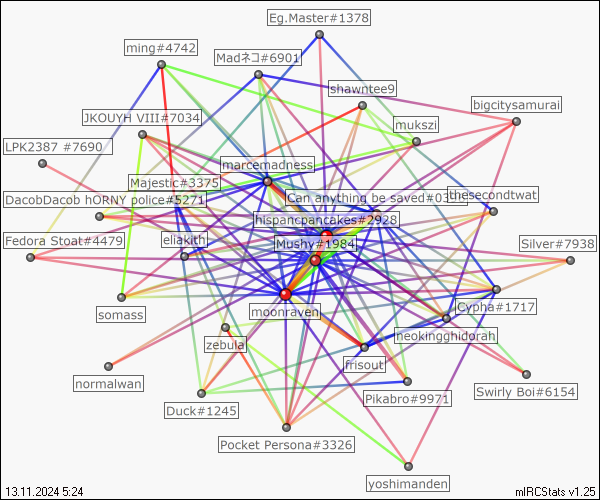 Eg.Master#1378
ming#4742
Madネコ#6901
shawntee9
bigcitysamurai
JKOUYH VIII#7034
mukszi
LPK2387 #7690
marcemadness
Majestic#3375
DacobDacob hORNY police#5271
Can anything be saved#03
thesecondtwat
hispancpancakes#2928
Fedora Stoat#4479
eliakith
Mushy#1984
Silver#7938
somass
moonraven
Cypha#1717
zebula
neokingghidorah
frisout
normalwan
Swirly Boi#6154
Duck#1245
Pikabro#9971
Pocket Persona#3326
yoshimanden
13.11.2024 5:24
mIRCStats v1.25